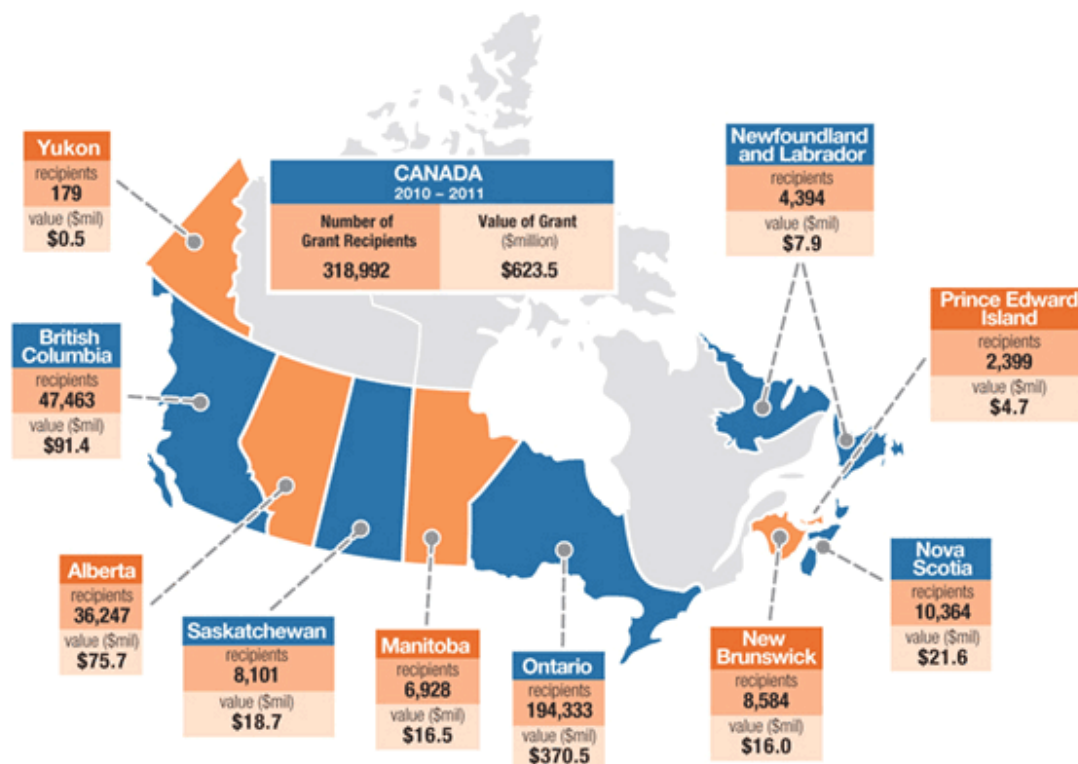 CANADA
2010 – 2011
Number of
Grant Recipients
318,992
Value of Grant
($million)
$623.5
Yukon
recipients
179
value ($mil)
$0.5
British
Columbia
recipients
47,463
value ($mil)
$91.4
Alberta
recipients
36,247
value ($mil)
$75.7
Saskatchewan
recipients
8,101
value ($mil)
$18.7
Manitoba
recipients
6,928
value ($mil)
$16.5
Ontario
recipients
194,333
value ($mil)
$370.5
New
Brunswick
recipients
8,584
value ($mil)
$16.0
Nova
Scotia
recipients
10,364
value ($mil)
$21.6
Prince Edward
Island
recipients
2,399
value ($mil)
$4.7
Newfoundland
and Labrador
recipients
4,394
value ($mil)
$7.9